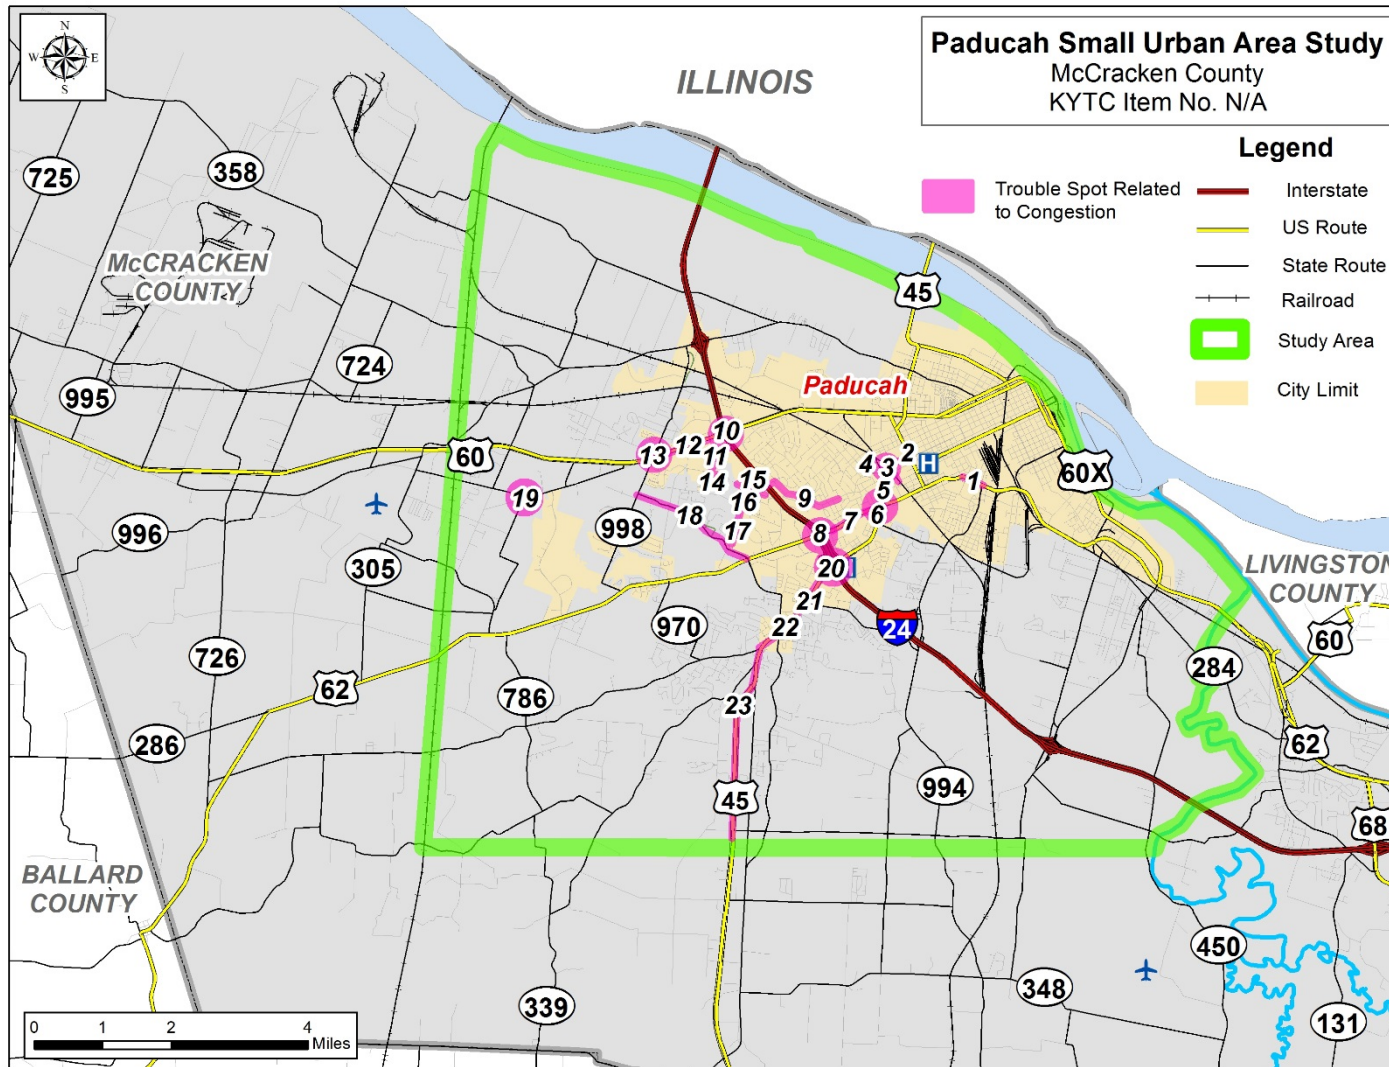 N
W E
S
ILLINOIS
Paducah Small Urban Area Study
McCracken County
KYTC Item No. N/A
Legend
Trouble Spot Related
to Congestion
Interstate
US Route
State Route
Railroad
Study Area
City Limit
725
358
McCRACKEN
COUNTY
45
724
995
Paducah
60
13
12
10
11
14
15
16
9
4
3
2
H
5
6
1
60X
19
18
17
7
8
20
996
998
305
LIVINGSTON
COUNTY
21
22
24
970
60
726
284
62
786
23
286
62
45
994
68
BALLARD
COUNTY
450
348
339
131
0 1 2 4
Miles